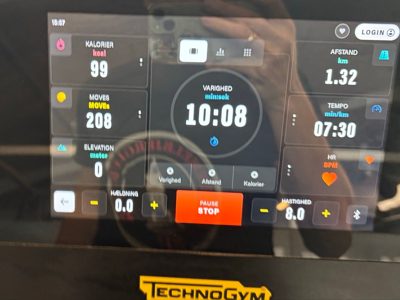 15:07
LOGIN
KALORIER
kcal
99
MOVES
MOVEs
208
ELEVATION
meter
0
VARIGHED
min:sek
10:08
Varighed
Afstand
Kalorier
AFSTAND
km
1.32
TEMPO
min/km
07:30
HR
BPM
HÆLDNING
0.0
PAUSE
STOP
HASTIGHED
8.0
TECHNOGYM